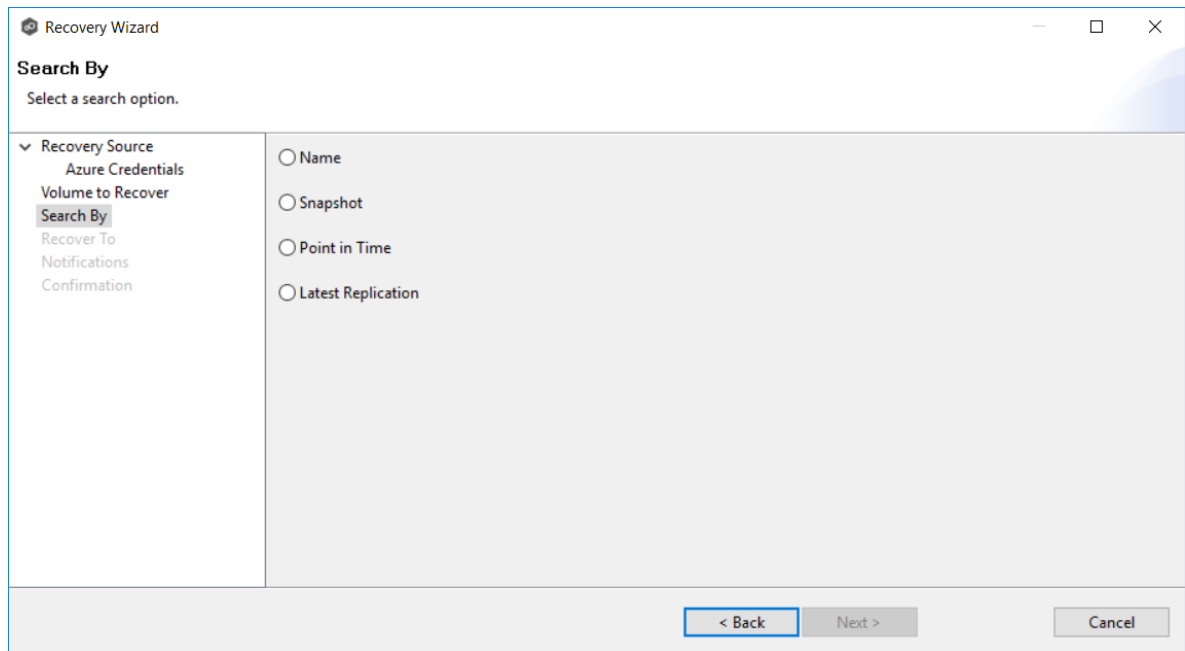 Recovery Wizard
Search By
Select a search option.
Recovery Source
Azure Credentials
Volume to Recover
Search By
Recover To
Notifications
Confirmation
Name
Snapshot
Point in Time
Latest Replication
< Back
Next >
Cancel